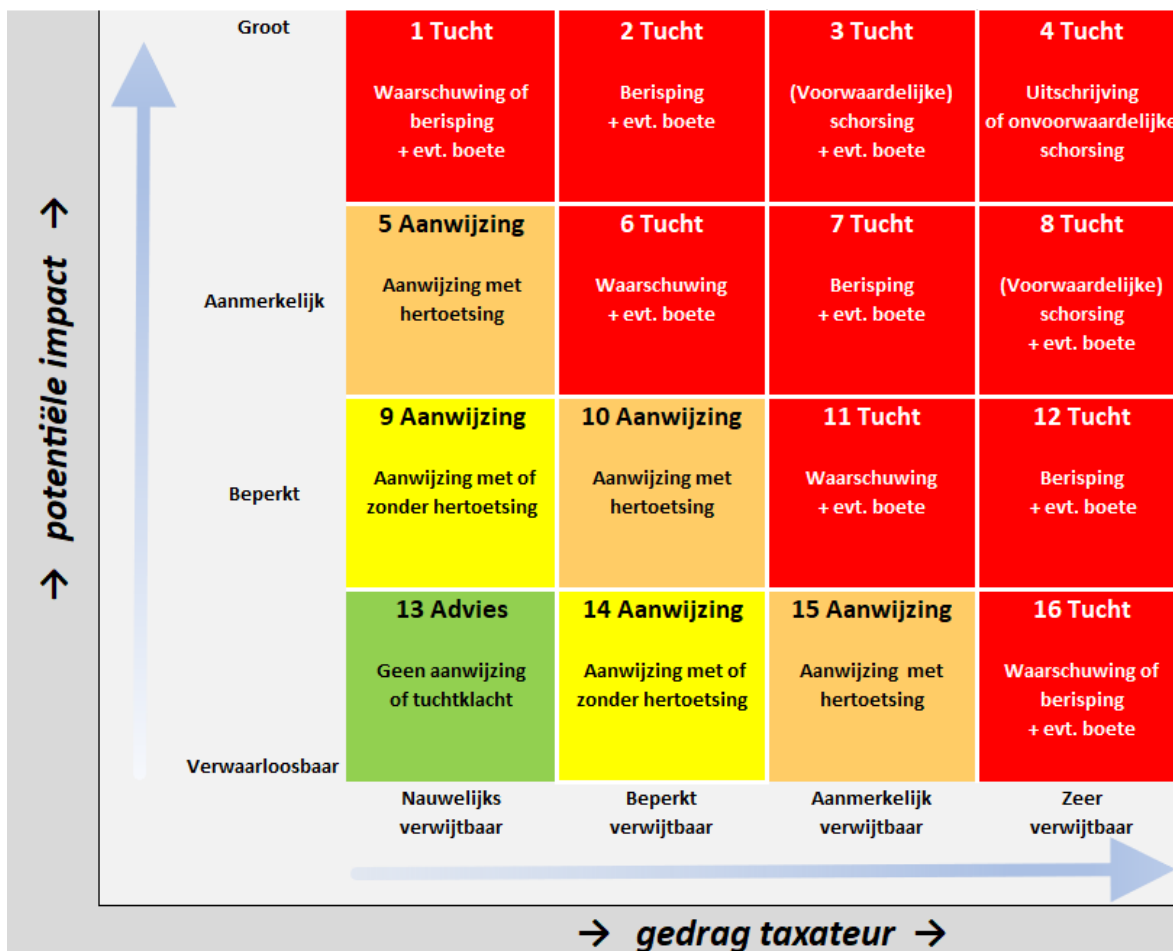 Groot
1 Tucht
Waarschuwing of
berisping
+ evt. boete
2 Tucht
Berisping
+ evt. boete
3 Tucht
(Voorwaardelijke)
schorsing
+ evt. boete
4 Tucht
Uitschrijving
of onvoorwaardelijke
schorsing
Aanmerkelijk
5 Aanwijzing
Aanwijzing met
hertoetsing
6 Tucht
Waarschuwing
+ evt. boete
7 Tucht
Berisping
+ evt. boete
8 Tucht
(Voorwaardelijke)
schorsing
+ evt. boete
Beperkt
9 Aanwijzing
Aanwijzing met of
zonder hertoetsing
10 Aanwijzing
Aanwijzing met
hertoetsing
11 Tucht
Waarschuwing
+ evt. boete
12 Tucht
Berisping
+ evt. boete
Verwaarloosbaar
13 Advies
Geen aanwijzing
of tuchtklacht
14 Aanwijzing
Aanwijzing met of
zonder hertoetsing
15 Aanwijzing
Aanwijzing met
hertoetsing
16 Tucht
Waarschuwing of
berisping
+ evt. boete
Nauwelijks
verwijtbaar
Beperkt
verwijtbaar
Aanmerkelijk
verwijtbaar
Zeer
verwijtbaar
→ potentiële impact →
→ gedrag taxateur →